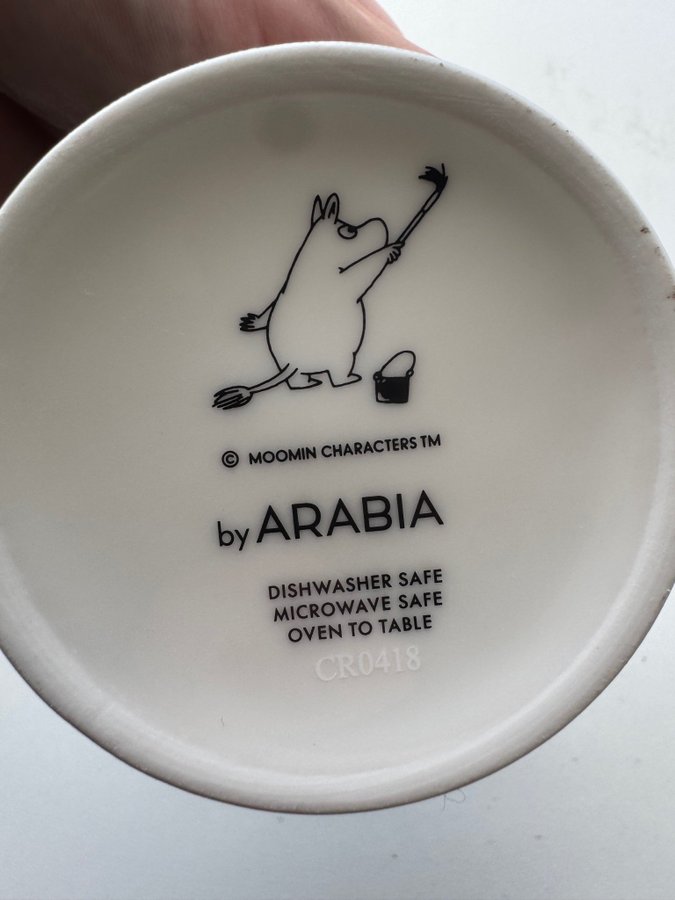 © MOOMIN CHARACTERS TM
by ARABIA
DISHWASHER SAFE
MICROWAVE SAFE
OVEN TO TABLE
CR0418